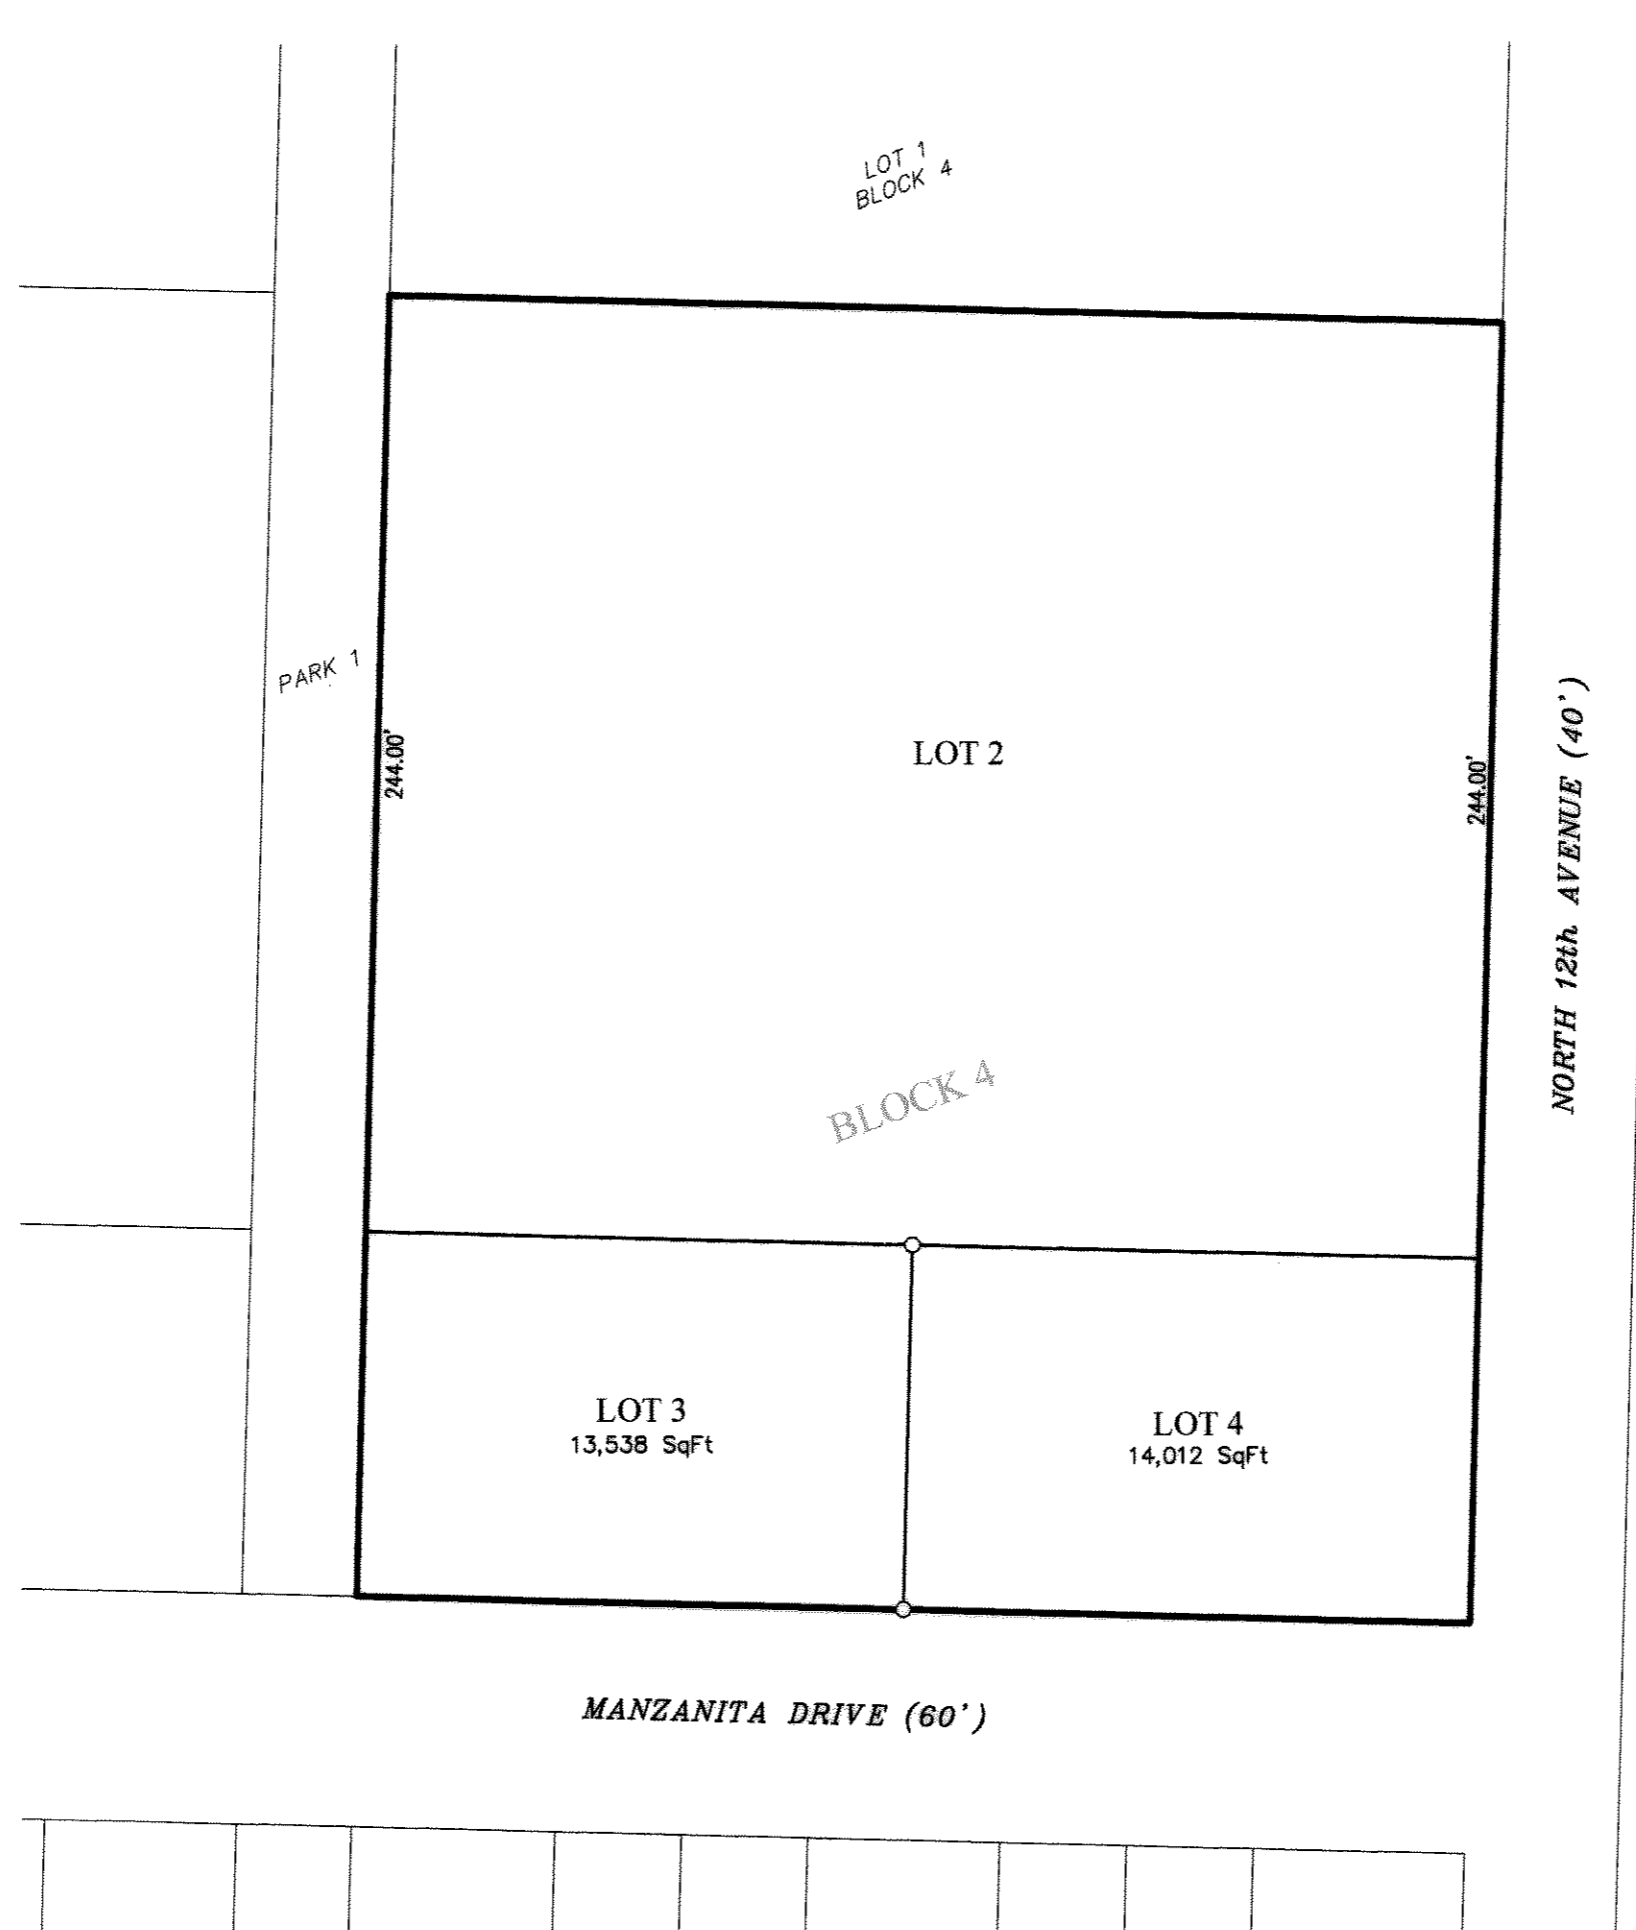 LOT 1
BLOCK 4
PARK 1
244.00'
LOT 2
244.00'
NORTH 12th AVENUE (40')
BLOCK 4
LOT 3
13,538 SqFt
LOT 4
14,012 SqFt
MANZANITA DRIVE (60')